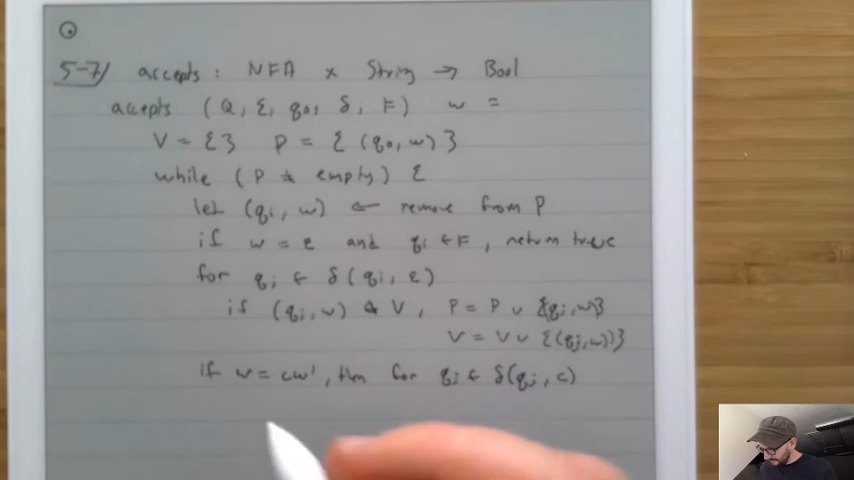 5-7/ accepts : NFA x String → Bool
accepts (Q, Σ, q0, δ, F) w =
V = {} P = { (q0, w) }
while ( P ≠ empty) {
let (qi, w) ← remove from P
if w = ε and qi ∈ F, return true
for qj ∈ δ(qi, ε)
if (qj, w) ∉ V, P = P ∪ {qj, w)}
V = V ∪ {(qj, w))}
If w = cw', then for qj ∈ δ(qi, c)